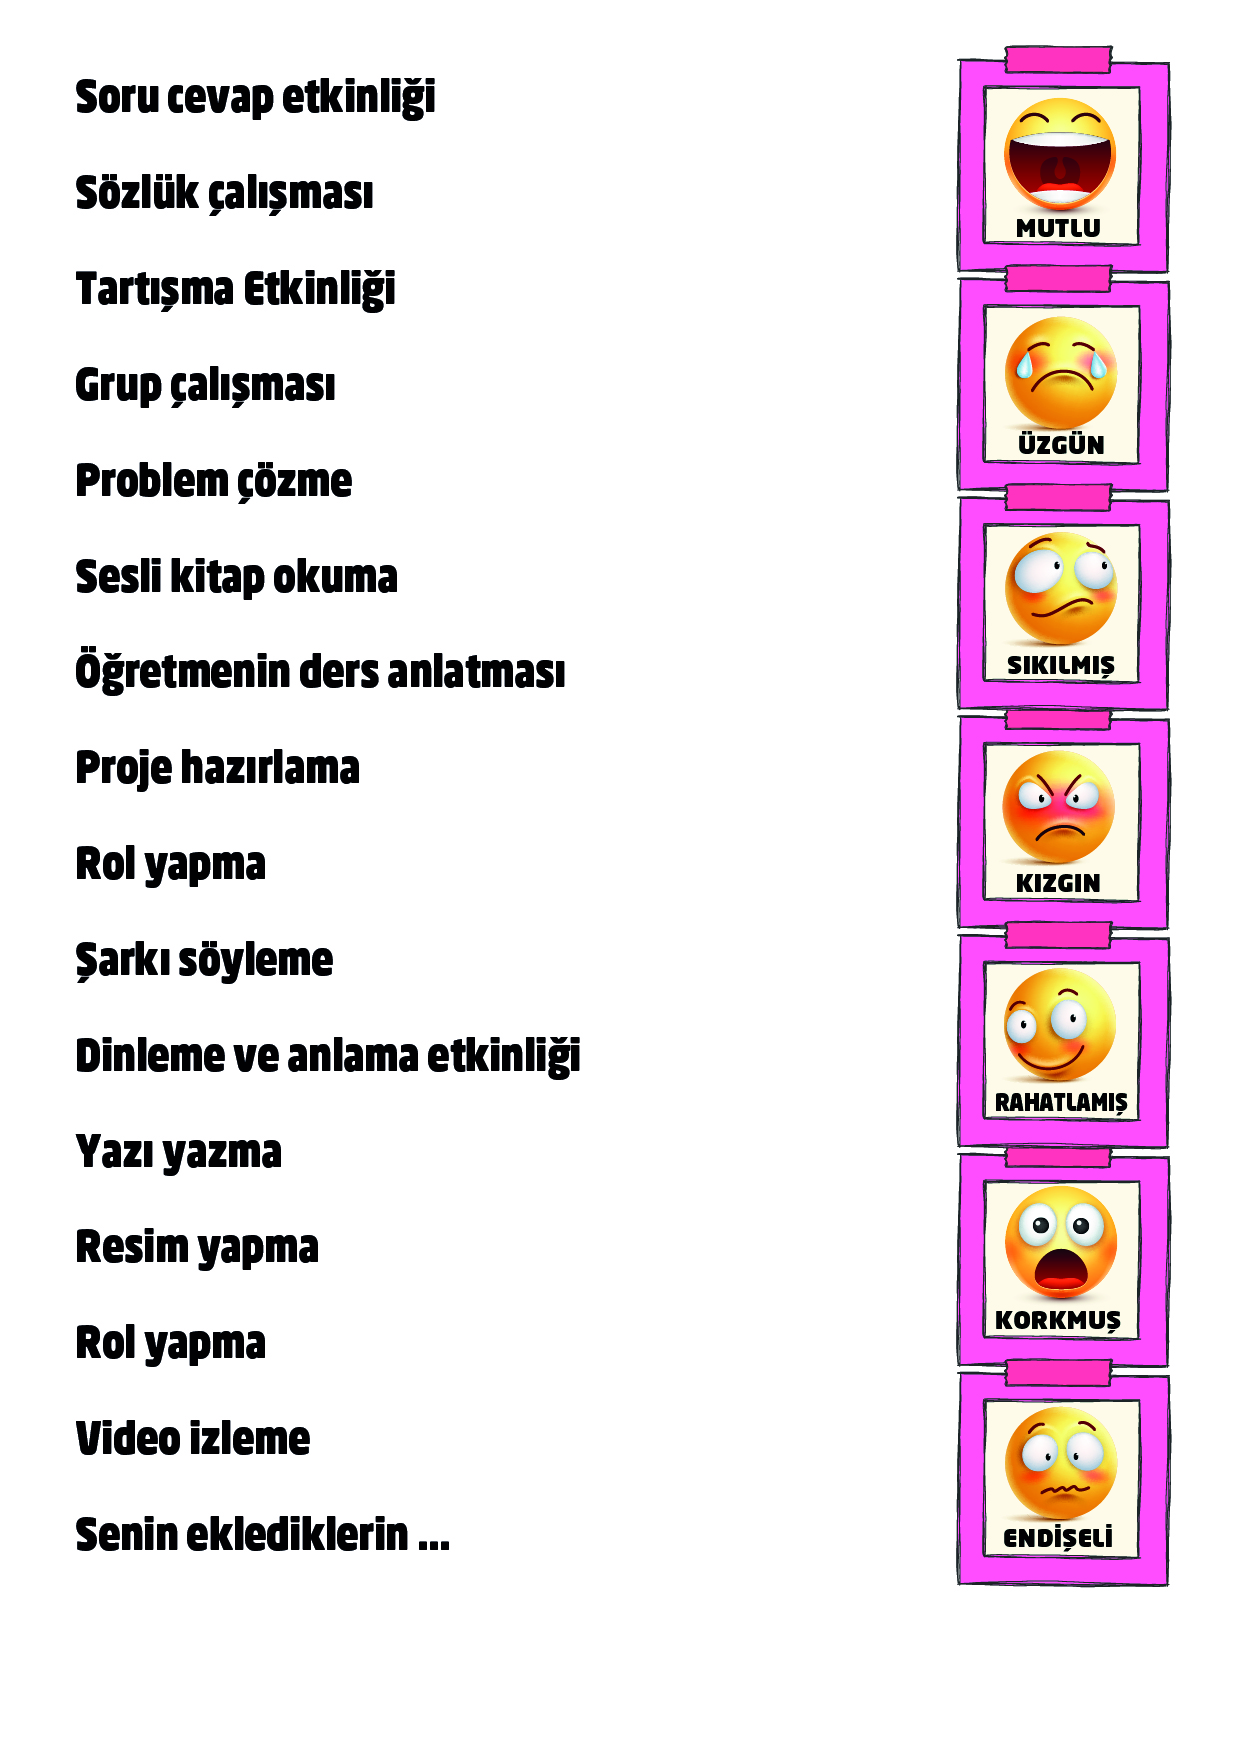 Soru cevap etkinliği
Sözlük çalışması
Tartışma Etkinliği
Grup çalışması
Problem çözme
Sesli kitap okuma
Öğretmenin ders anlatması
Proje hazırlama
Rol yapma
Şarkı söyleme
Dinleme ve anlama etkinliği
Yazı yazma
Resim yapma
Rol yapma
Video izleme
Senin eklediklerin ...
MUTLU
ÜZGÜN
SIKILMIŞ
KIZGIN
RAHATLAMIŞ
KORKMUŞ
ENDİŞELİ